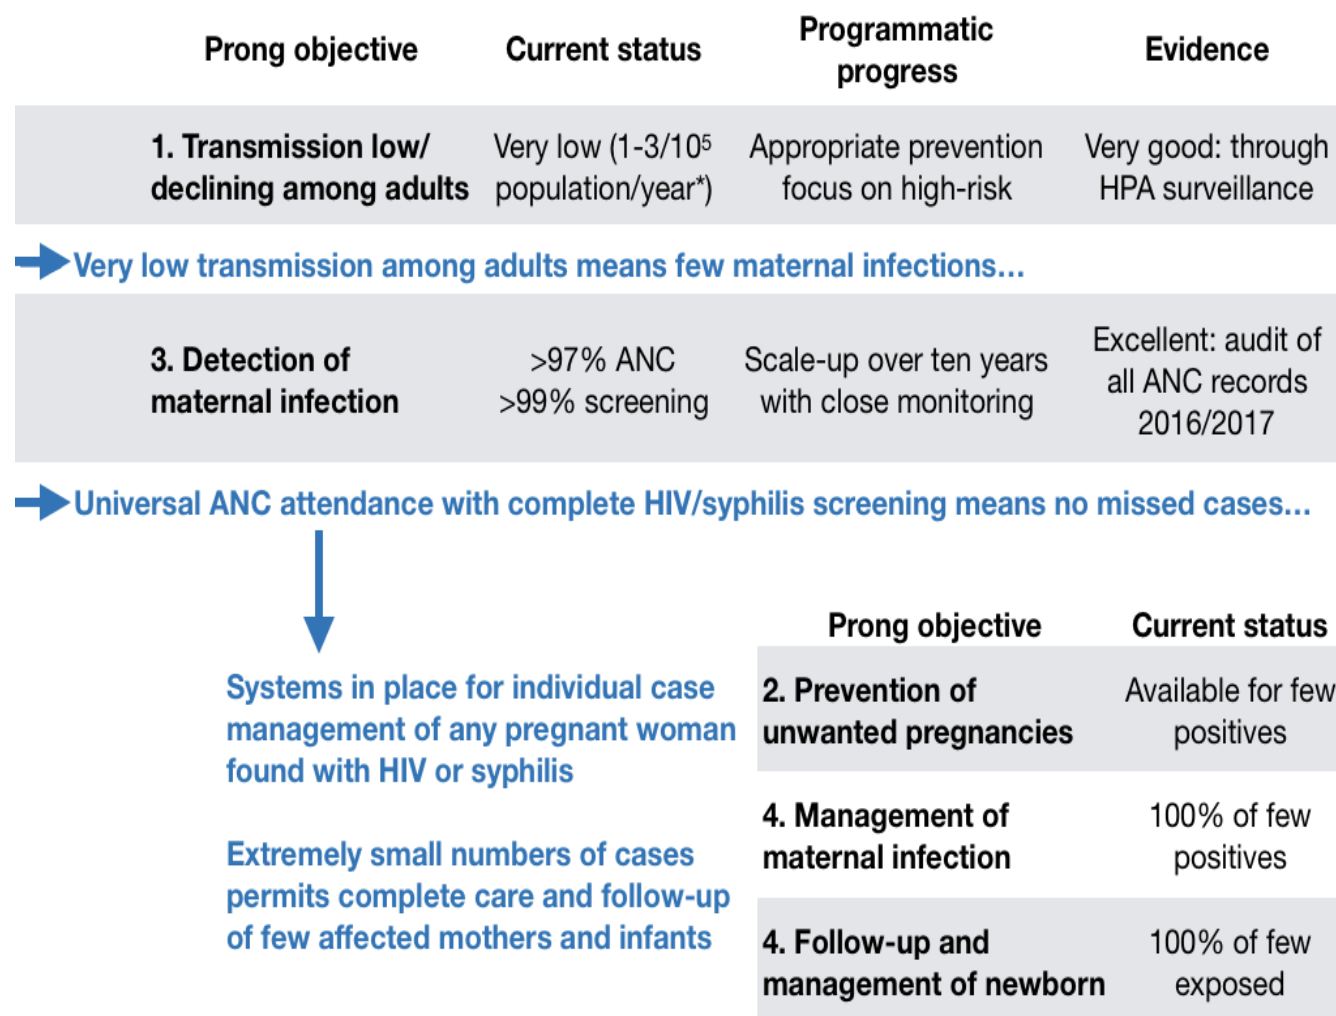 Prong objective
Current status
Programmatic
progress
Evidence
1. Transmission low/
declining among adults
Very low (1-3/10⁵
population/year*)
Appropriate prevention
focus on high-risk
Very good: through
HPA surveillance
Very low transmission among adults means few maternal infections...
3. Detection of
maternal infection
>97% ANC
>99% screening
Scale-up over ten years
with close monitoring
Excellent: audit of
all ANC records
2016/2017
Universal ANC attendance with complete HIV/syphilis screening means no missed cases...
Systems in place for individual case
management of any pregnant woman
found with HIV or syphilis
Extremely small numbers of cases
permits complete care and follow-up
of few affected mothers and infants
Prong objective
Current status
2. Prevention of
unwanted pregnancies
Available for few
positives
4. Management of
maternal infection
100% of few
positives
4. Follow-up and
management of newborn
100% of few
exposed